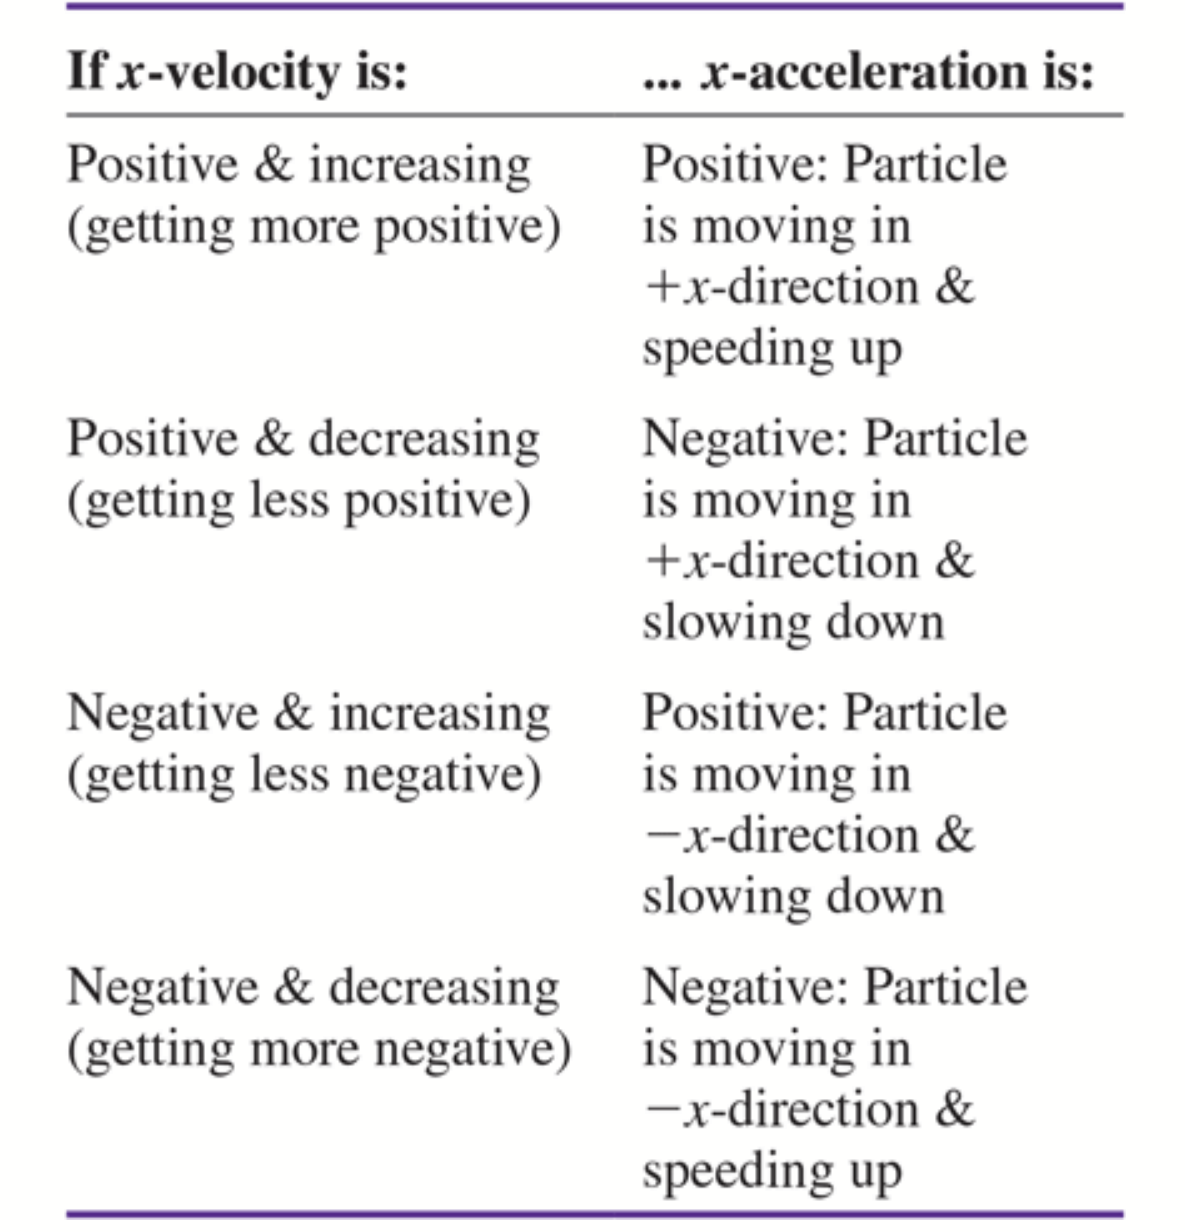 If x-velocity is: ... x-acceleration is:
Positive & increasing
(getting more positive)
Positive: Particle
is moving in
+x-direction &
speeding up
Positive & decreasing
(getting less positive)
Negative: Particle
is moving in
+x-direction &
slowing down
Negative & increasing
(getting less negative)
Positive: Particle
is moving in
−x-direction &
slowing down
Negative & decreasing
(getting more negative)
Negative: Particle
is moving in
−x-direction &
speeding up